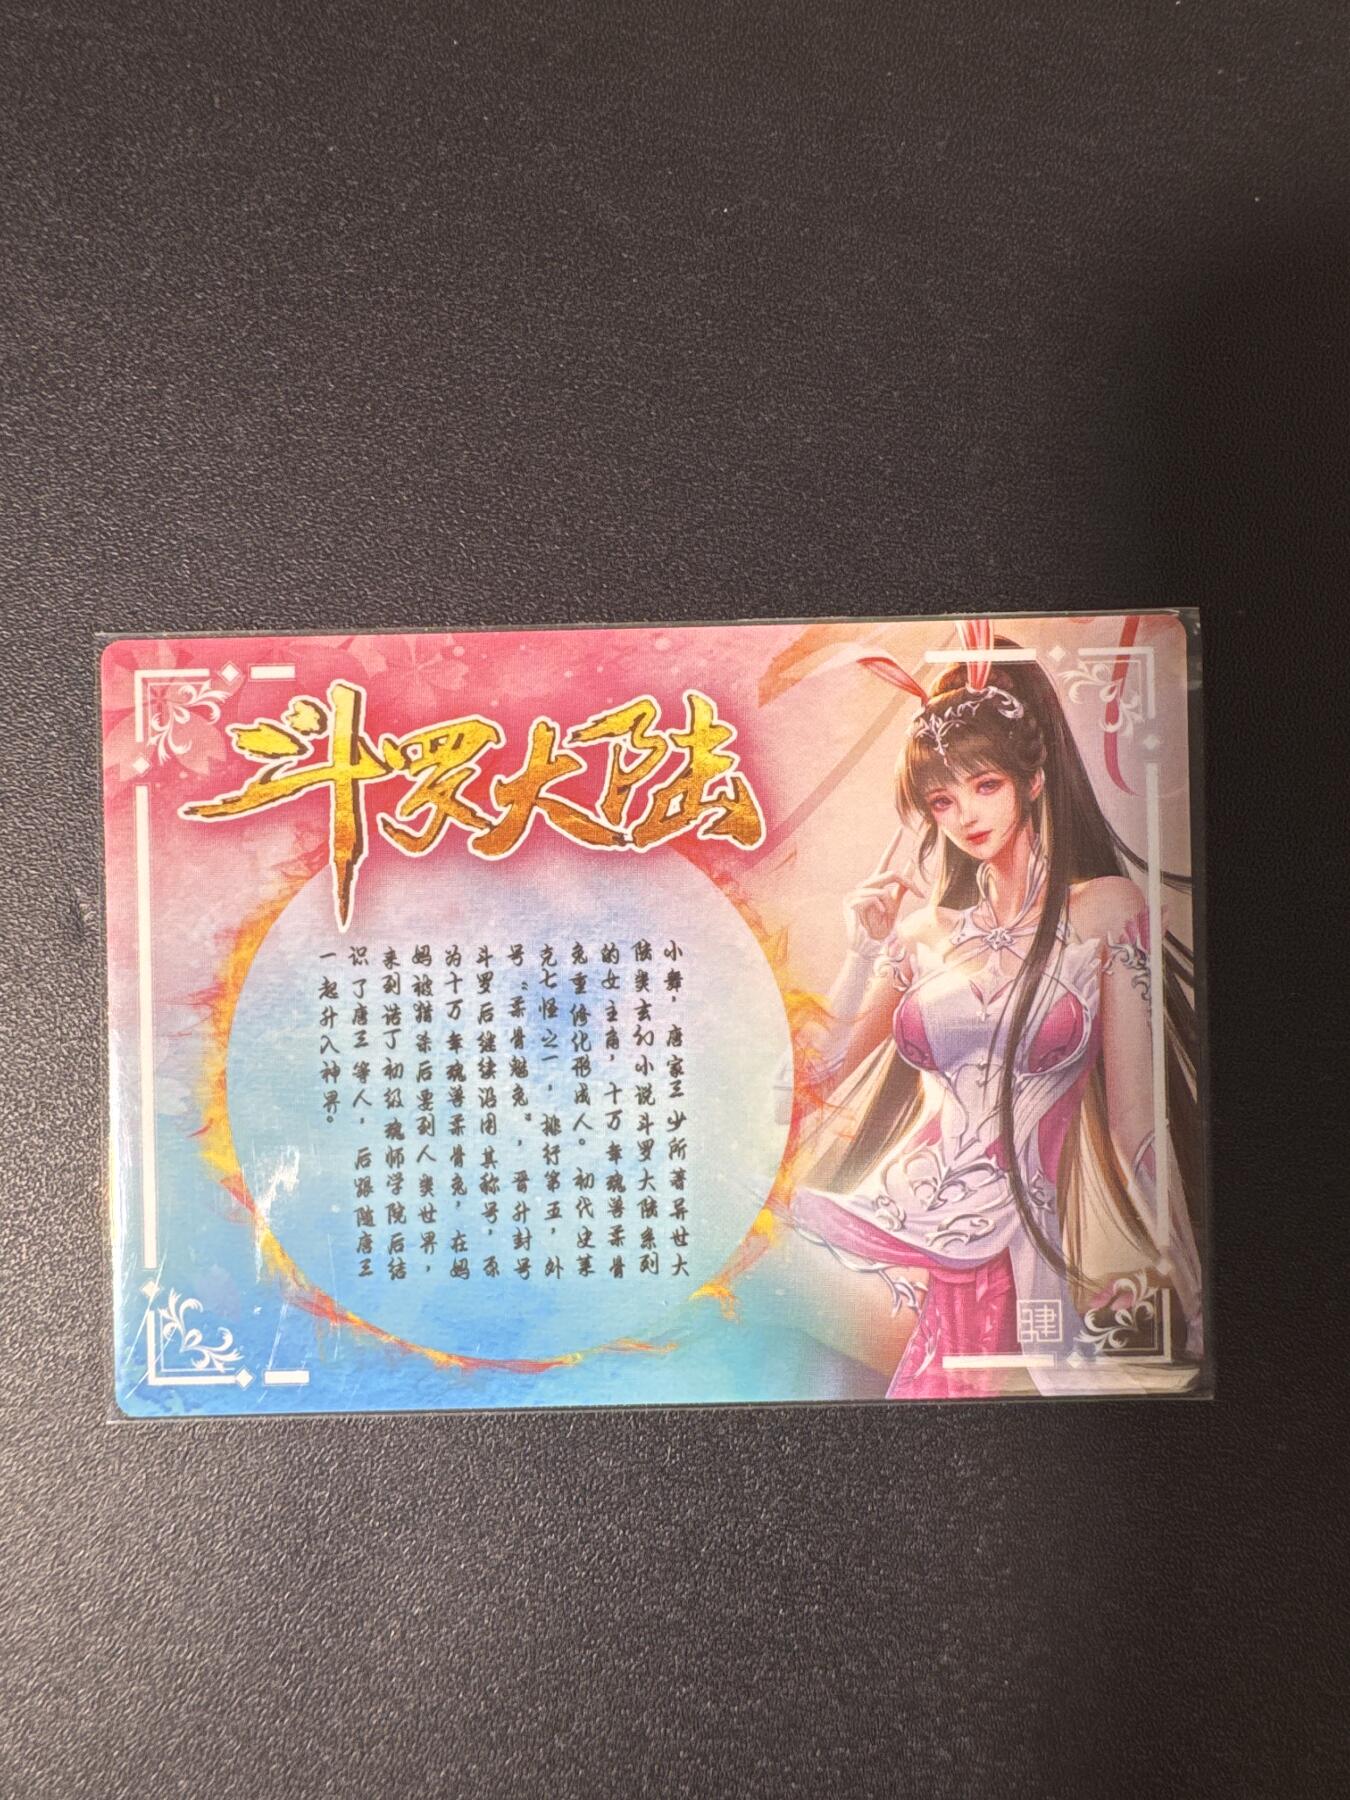 斗罗大陆
小舞，唐家三少所著异世大
陆类玄幻小说斗罗大陆系列
的女主角，十万年魂兽柔骨
兔重修化形成人。初代史莱
克七怪之一，排行第五，外
号“柔骨魅兔”，晋升封号
斗罗后继续沿用其称号，原
为十万年魂兽柔骨兔，在妈
妈被猎杀后要到人类世界，
来到诺丁初级魂师学院后结
识了唐三等人，后跟随唐三
一起升入神界。